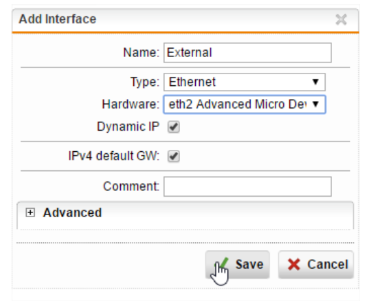 Add Interface
Name: External
Type: Ethernet
Hardware: eth2 Advanced Micro Dev
Dynamic IP
IPv4 default GW:
Comment:
Advanced
Save Cancel